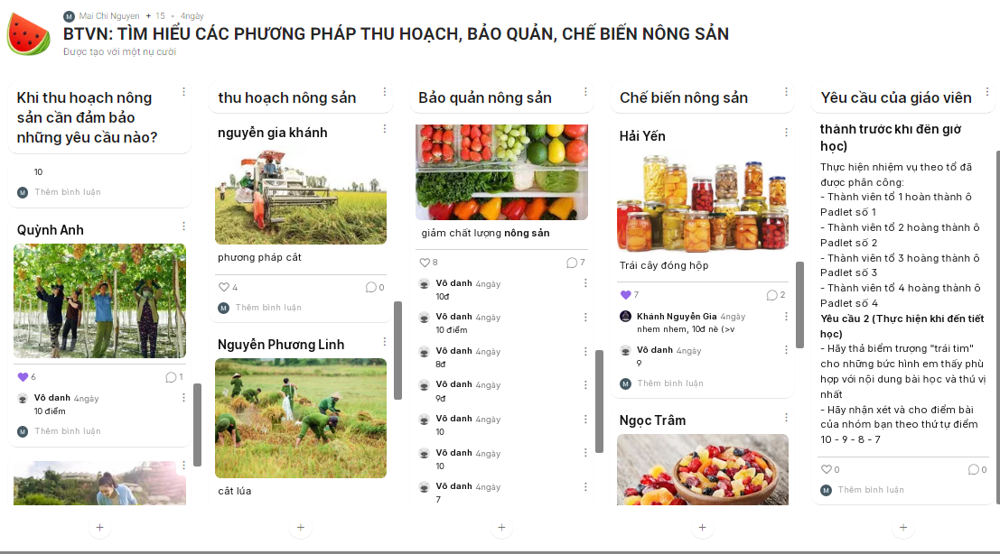 Mai Chí Nguyen + 15 • 4ngày
BTVN: TÌM HIỂU CÁC PHƯƠNG PHÁP THU HOẠCH, BẢO QUẢN, CHẾ BIẾN NÔNG SẢN
Được tạo với một nụ cười
Khi thu hoạch nông
sản cần đảm bảo
những yêu cầu nào?
10
M Thêm bình luận
Quỳnh Anh
6 1
Vô danh 4ngày
10 điểm
M Thêm bình luận
+
thu hoạch nông sản
nguyễn gia khánh
phương pháp cắt
4 0
M Thêm bình luận
Nguyễn Phương Linh
cắt lúa
+
Bảo quản nông sản
giảm chất lượng nông sản
8 7
Vô danh 4ngày
10đ
Vô danh 4ngày
10 điểm
Vô danh 4ngày
8đ
Vô danh 4ngày
9đ
Vô danh 4ngày
10
Vô danh 4ngày
10
Vô danh 4ngày
7
+
Chế biến nông sản
Hải Yến
Trái cây đóng hộp
7 2
Khánh Nguyễn Gia 4ngày
nhem nhem, 10đ nè (>v
Vô danh 4ngày
9
M Thêm bình luận
Ngọc Trâm
+
Yêu cầu của giáo viên
thành trước khi đến giờ
học)
Thực hiện nhiệm vụ theo tổ đã
được phân công:
- Thành viên tổ 1 hoàn thành ô
Padlet số 1
- Thành viên tổ 2 hoàng thành ô
Padlet số 2
- Thành viên tổ 3 hoàng thành ô
Padlet số 3
- Thành viên tổ 4 hoàng thành ô
Padlet số 4
Yêu cầu 2 (Thực hiện khi đến tiết
học)
- Hãy thả biểm trượng "trái tim"
cho những bức hình em thấy phù
hợp với nội dung bài học và thú vị
nhất
- Hãy nhận xét và cho điểm bài
của nhóm bạn theo thứ tự điểm
10 - 9 - 8 - 7
0 0
M Thêm bình luận
+